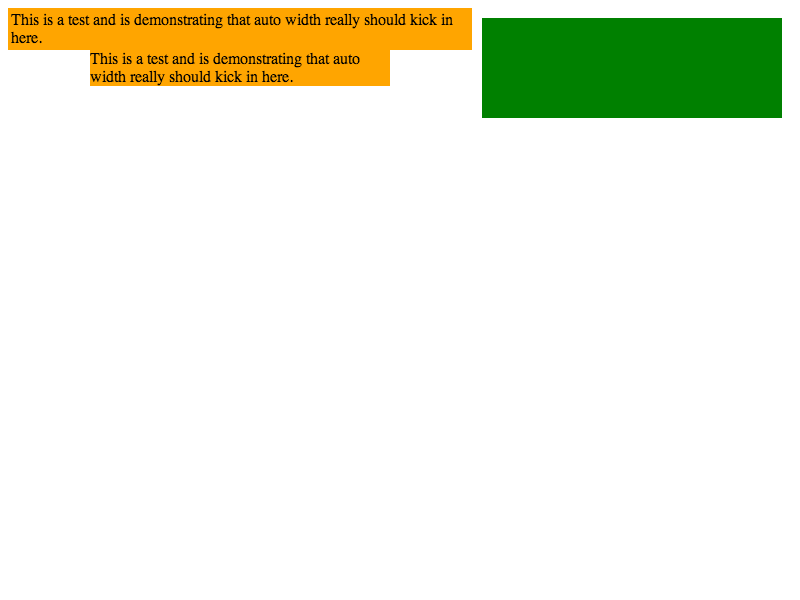 This is a test and is demonstrating that auto width really should kick in
here.
This is a test and is demonstrating that auto
width really should kick in here.